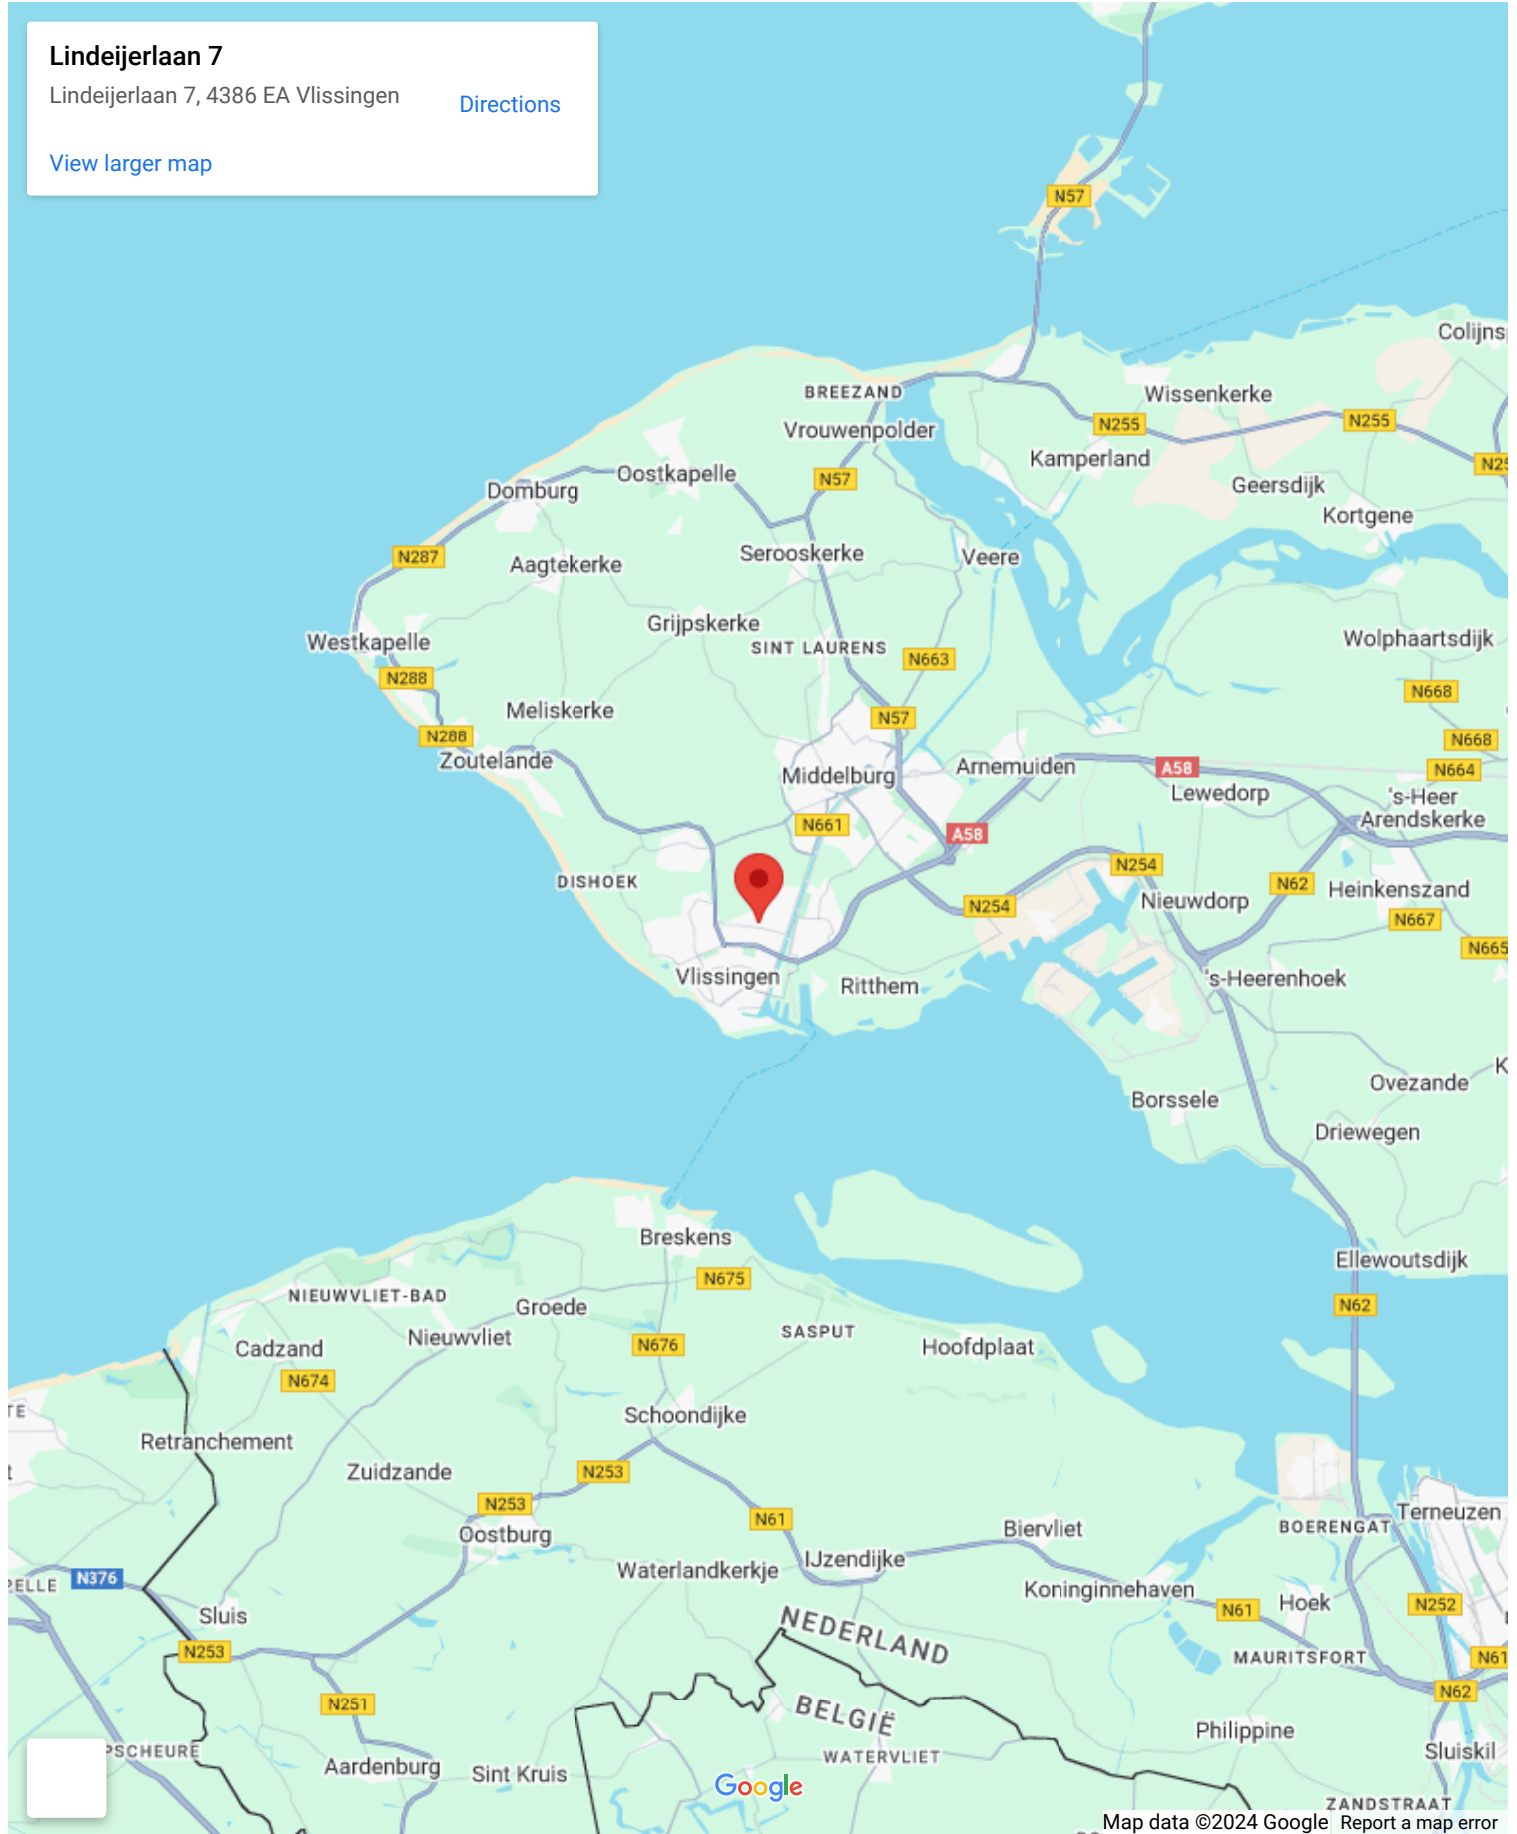 Lindeijerlaan 7
Lindeijerlaan 7, 4386 EA Vlissingen
Directions
View larger map
N57
Colijns
BREEZAND
Wissenkerke
Vrouwenpolder
N255
N255
Kamperland
Oostkapelle
N57
N25
Domburg
Geersdijk
Kortgene
N287
Aagtekerke
Serooskerke
Veere
Grijpskerke
Westkapelle
SINT LAURENS
N663
Wolphaartsdijk
N288
N668
Meliskerke
N57
N288
N668
Zoutelande
Middelburg
Arnemuiden
A58
N664
Lewedorp
's-Heer
Arendskerke
N661
A58
N254
DISHOEK
N62
Heinkenszand
N254
Nieuwdorp
N667
N665
Vlissingen
Ritthem
's-Heerenhoek
K
Ovezande
Borssele
Driewegen
Breskens
Ellewoutsdijk
N675
NIEUWVLIET-BAD
Groede
N62
Nieuwvliet
SASPUT
Cadzand
N676
Hoofdplaat
N674
TE
Schoondijke
Retranchement
t
Zuidzande
N253
N253
N61
Terneuzen
Oostburg
Biervliet
BOERENGAT
IJzendijke
Waterlandkerkje
PELLE
N376
Koninginnehaven
Sluis
N61
Hoek
N252
NEDERLAND
N253
MAURITSFORT
N61
N62
N251
BELGIË
Philippine
PSCHEURE
WATERVLIET
Sluiskil
Aardenburg
Sint Kruis
Google
ZANDSTRAAT
Map data ©2024 Google
Report a map error